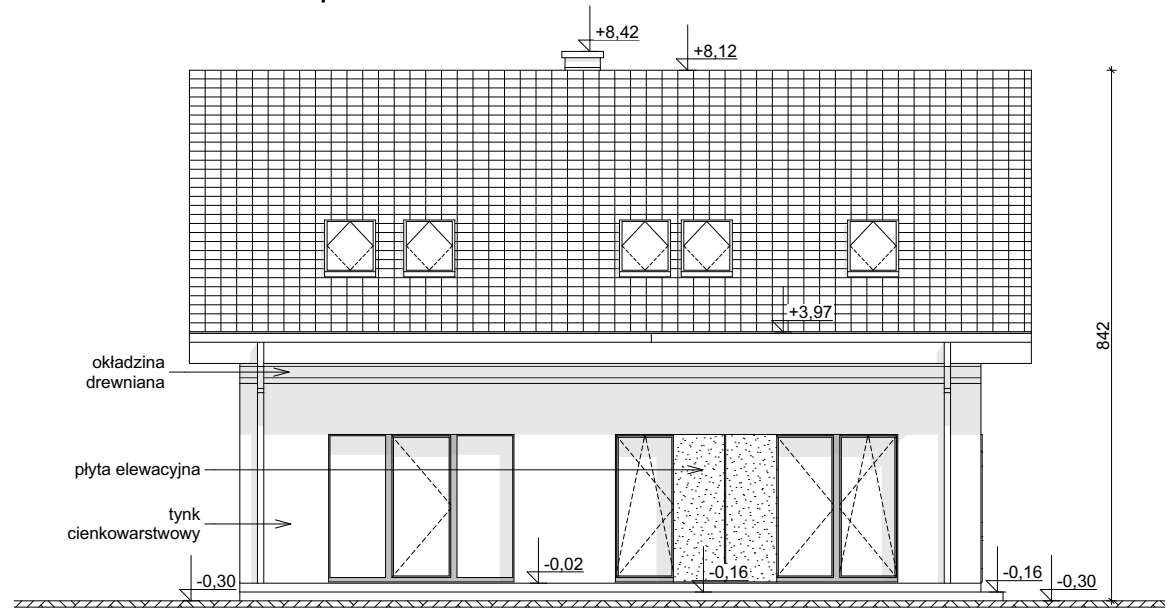 +8,42
+8,12
+3,97
842
okładzina
drewniana
płyta elewacyjna
tynk
cienkowarstwowy
-0,30
-0,02
-0,16
-0,16
-0,30